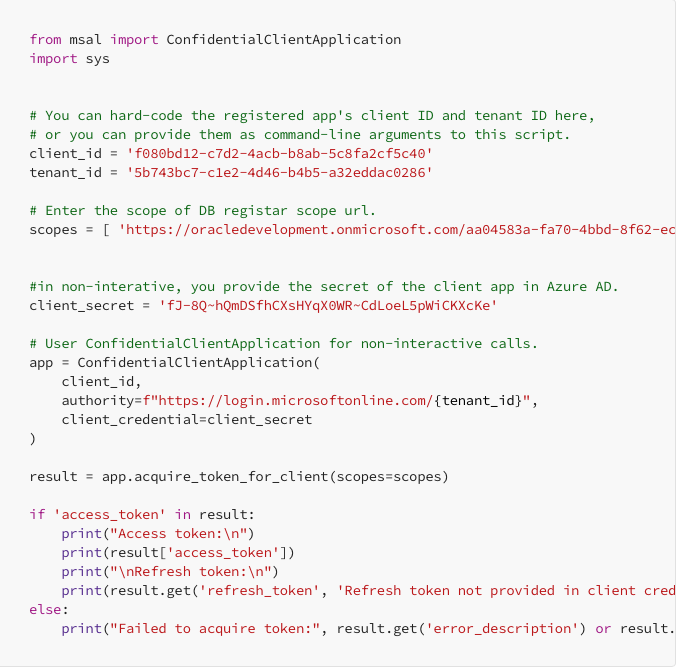 from msal import ConfidentialClientApplication
import sys
# You can hard-code the registered app's client ID and tenant ID here,
# or you can provide them as command-line arguments to this script.
client_id = 'f080bd12-c7d2-4acb-b8ab-5c8fa2cf5c40'
tenant_id = '5b743bc7-c1e2-4d46-b4b5-a32eddac0286'
# Enter the scope of DB registar scope url.
scopes = [ 'https://oracledevelopment.onmicrosoft.com/aa04583a-fa70-4bbd-8f62-ec
#in non-interative, you provide the secret of the client app in Azure AD.
client_secret = 'fJ-8Q~hQmDSfhCXsHYqX0WR~CdLoeL5pWiCKXcKe'
# User ConfidentialClientApplication for non-interactive calls.
app = ConfidentialClientApplication(
    client_id,
    authority=f"https://login.microsoftonline.com/{tenant_id}",
    client_credential=client_secret
)
result = app.acquire_token_for_client(scopes=scopes)
if 'access_token' in result:
    print("Access token:\n")
    print(result['access_token'])
    print("\nRefresh token:\n")
    print(result.get('refresh_token', 'Refresh token not provided in client cred
else:
    print("Failed to acquire token:", result.get('error_description') or result.